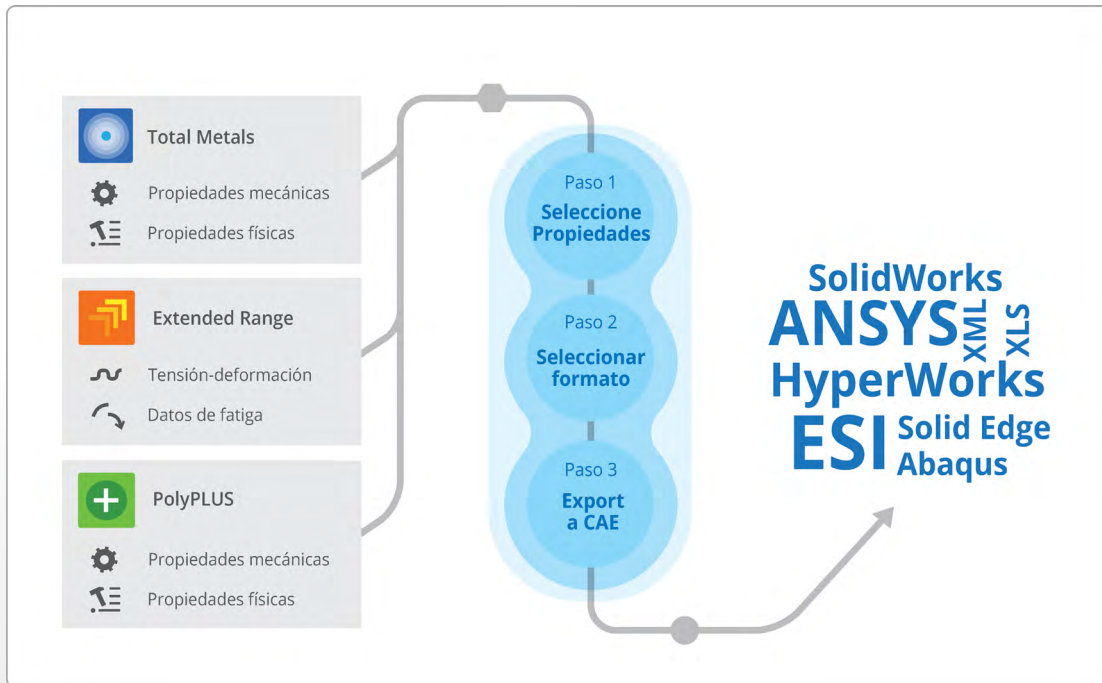 Total Metals
Propiedades mecánicas
Propiedades físicas
Extended Range
Tensión-deformación
Datos de fatiga
PolyPLUS
Propiedades mecánicas
Propiedades físicas
Paso 1
Seleccione
Propiedades
Paso 2
Seleccionar
formato
Paso 3
Export
a CAE
SolidWorks
ANSYS
XML
XLS
HyperWorks
ESI
Solid Edge
Abaqus